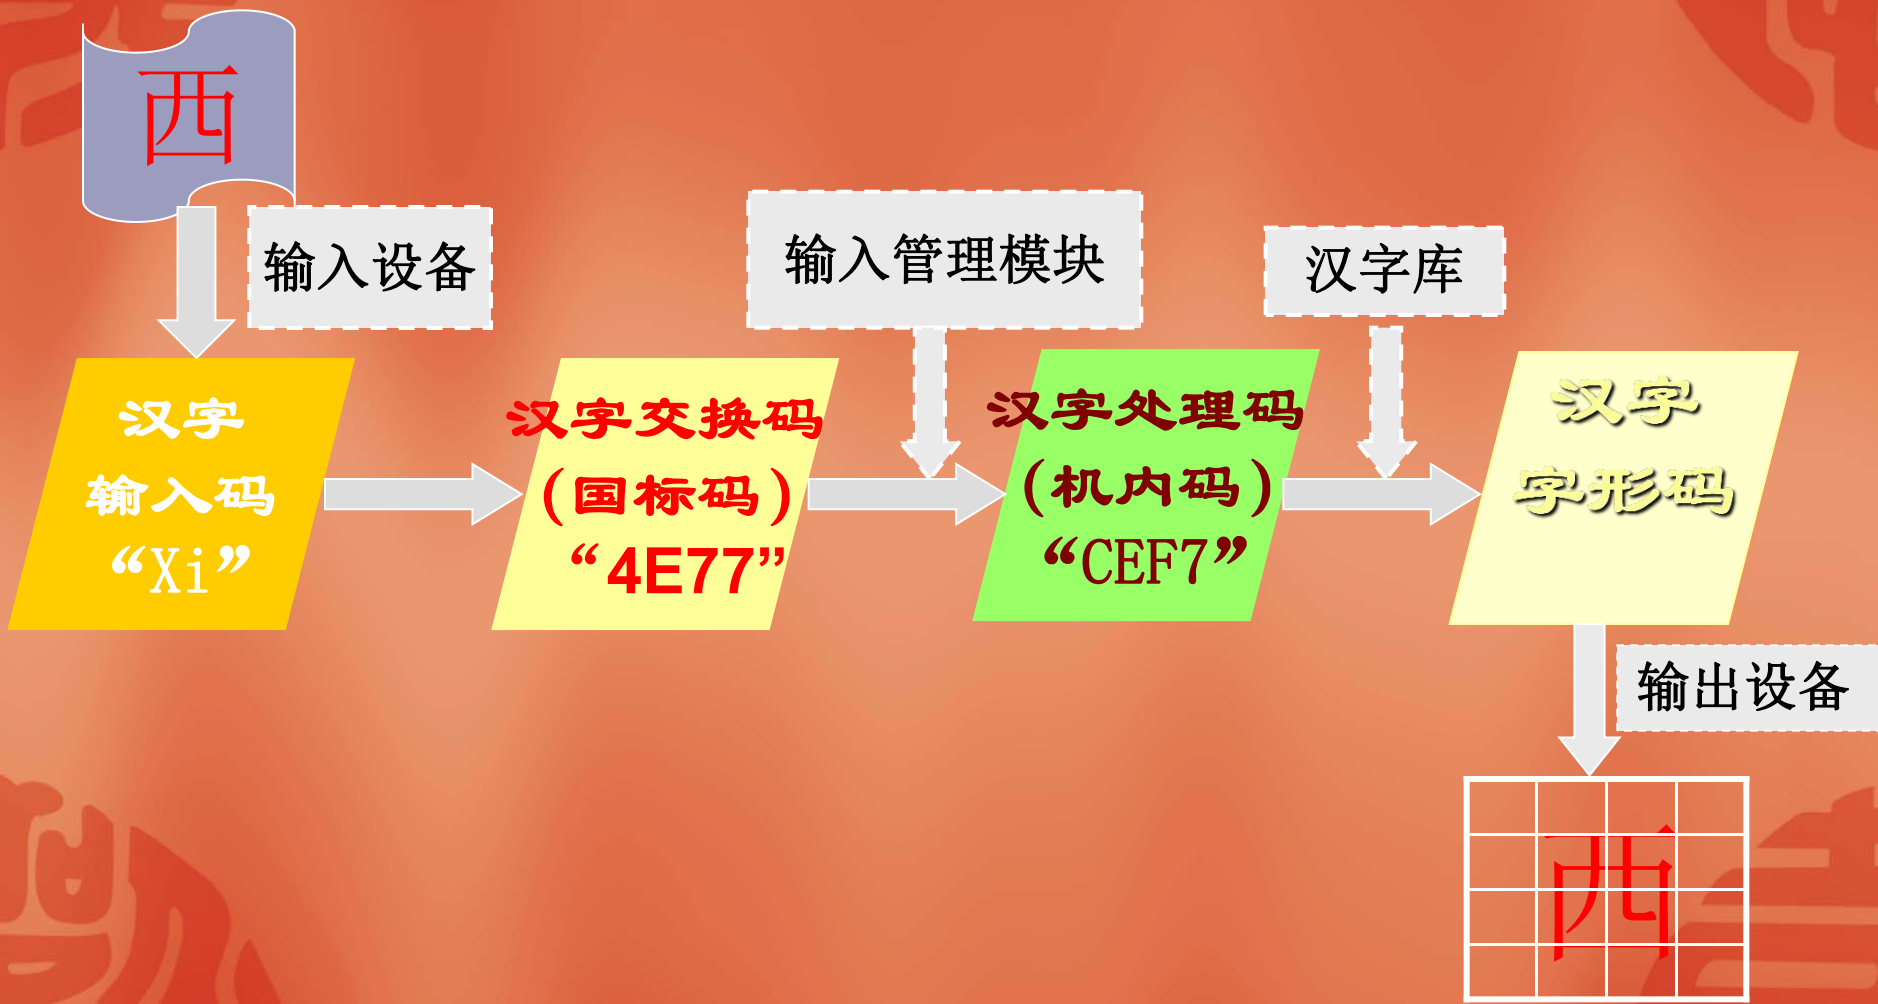 西
输入设备
输入管理模块
汉字库
汉字
输入码
“Xi”
汉字交换码
(国标码)
“4E77”
汉字处理码
(机内码)
“CEF7”
汉字
字形码
输出设备
西